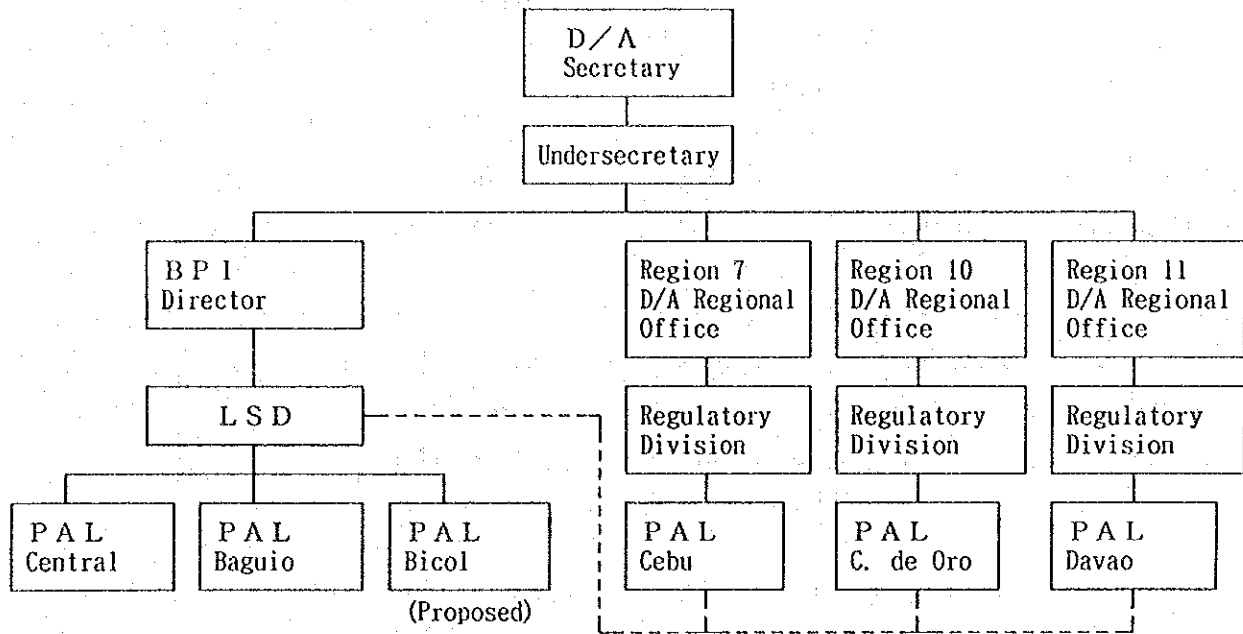 D/A
Secretary
Undersecretary
BPI
Director
Region 7
D/A Regional
Office
Region 10
D/A Regional
Office
Region 11
D/A Regional
Office
LSD
Regulatory
Division
Regulatory
Division
Regulatory
Division
PAL
Central
PAL
Baguio
PAL
Bicol
(Proposed)
PAL
Cebu
PAL
C. de Oro
PAL
Davao